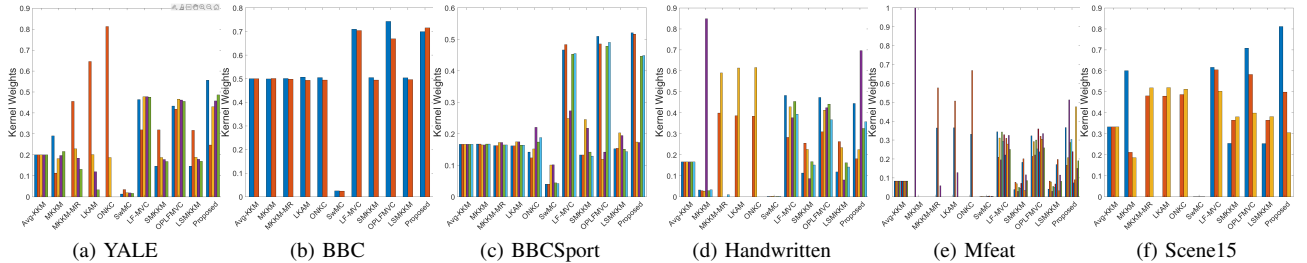 Kernel Weights
0.9
0.8
0.7
0.6
0.5
0.4
0.3
0.2
0.1
0
Avg-KKM
MKKM
MKKM-MR
LKAM
ONKC
SwMC
LF-MVC
SMKKM
OPLFMVC
LSMKKM
Proposed
(a) YALE
Kernel Weights
0.8
0.7
0.6
0.5
0.4
0.3
0.2
0.1
0
Avg-KKM
MKKM
MKKM-MR
LKAM
ONKC
SwMC
LF-MVC
SMKKM
OPLFMVC
LSMKKM
Proposed
(b) BBC
Kernel Weights
0.6
0.5
0.4
0.3
0.2
0.1
0
Avg-KKM
MKKM
MKKM-MR
LKAM
ONKC
SwMC
LF-MVC
SMKKM
OPLFMVC
LSMKKM
Proposed
(c) BBCSport
Kernel Weights
0.9
0.8
0.7
0.6
0.5
0.4
0.3
0.2
0.1
0
Avg-KKM
MKKM
MKKM-MR
LKAM
ONKC
SwMC
LF-MVC
SMKKM
OPLFMVC
LSMKKM
Proposed
(d) Handwritten
Kernel Weights
1
0.9
0.8
0.7
0.6
0.5
0.4
0.3
0.2
0.1
0
Avg-KKM
MKKM
MKKM-MR
LKAM
ONKC
SwMC
LF-MVC
SMKKM
OPLFMVC
LSMKKM
Proposed
(e) Mfeat
Kernel Weights
0.9
0.8
0.7
0.6
0.5
0.4
0.3
0.2
0.1
0
Avg-KKM
MKKM
MKKM-MR
LKAM
ONKC
SwMC
LF-MVC
SMKKM
OPLFMVC
LSMKKM
Proposed
(f) Scene15